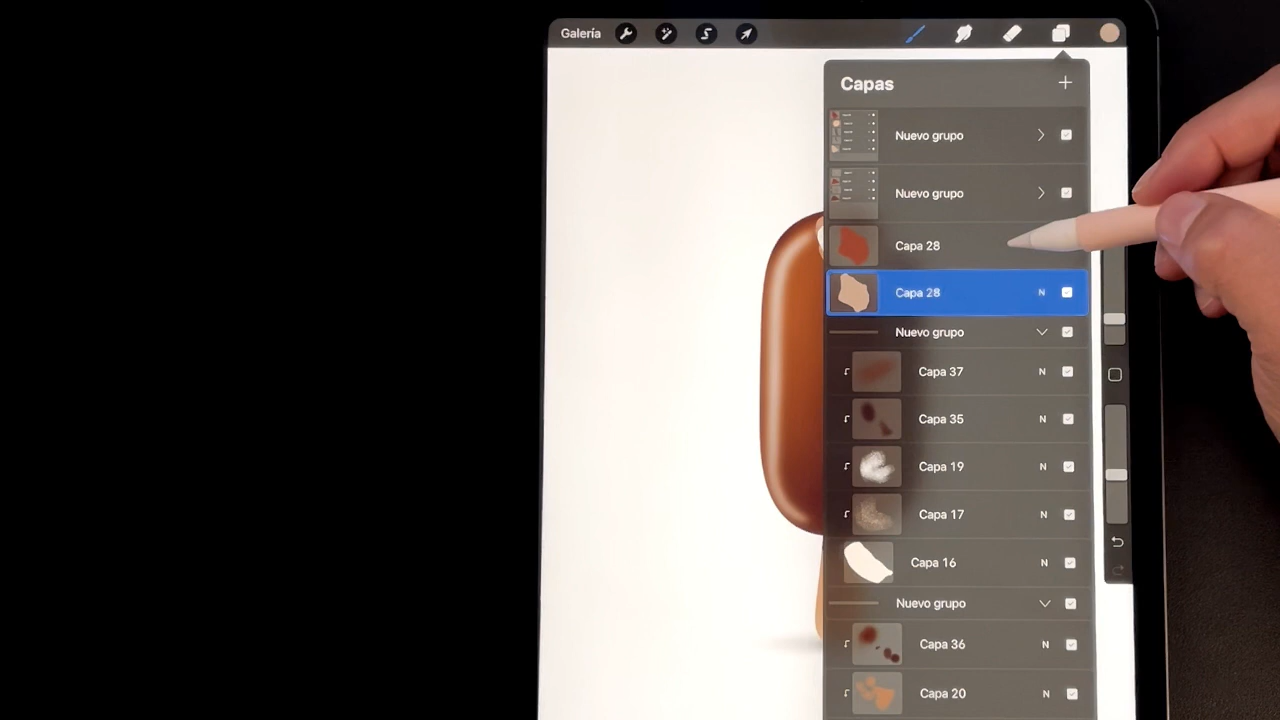 Galería
Capas
Nuevo grupo
Nuevo grupo
Capa 28
Capa 28 N
Nuevo grupo
Capa 37 N
Capa 35 N
Capa 19 N
Capa 17 N
Capa 16 N
Nuevo grupo
Capa 36 N
Capa 20 N